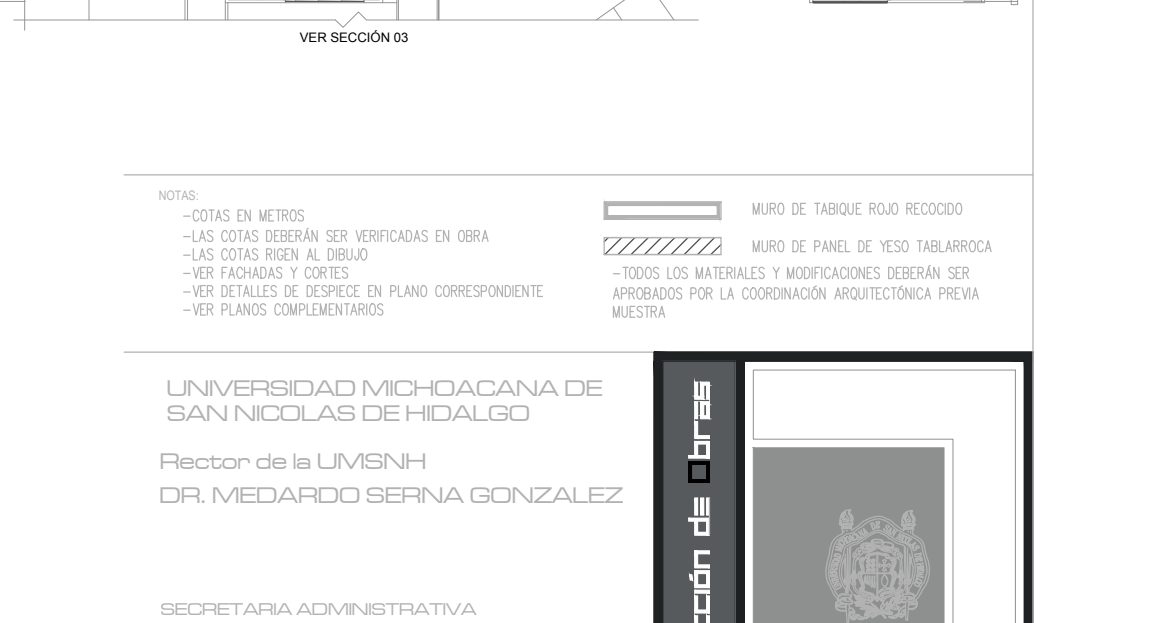 VER SECCIÓN 03
NOTAS:
-COTAS EN METROS
-LAS COTAS DEBERÁN SER VERIFICADAS EN OBRA
-LAS COTAS RIGEN AL DIBUJO
-VER FACHADAS Y CORTES
-VER DETALLES DE DESPIECE EN PLANO CORRESPONDIENTE
-VER PLANOS COMPLEMENTARIOS
MURO DE TABIQUE ROJO RECOCIDO
MURO DE PANEL DE YESO TABLARROCA
-TODOS LOS MATERIALES Y MODIFICACIONES DEBERÁN SER
APROBADOS POR LA COORDINACIÓN ARQUITECTÓNICA PREVIA
MUESTRA
UNIVERSIDAD MICHOACANA DE
SAN NICOLAS DE HIDALGO
Rector de la UMSNH
DR. MEDARDO SERNA GONZALEZ
SECRETARIA ADMINISTRATIVA
cción de Obras